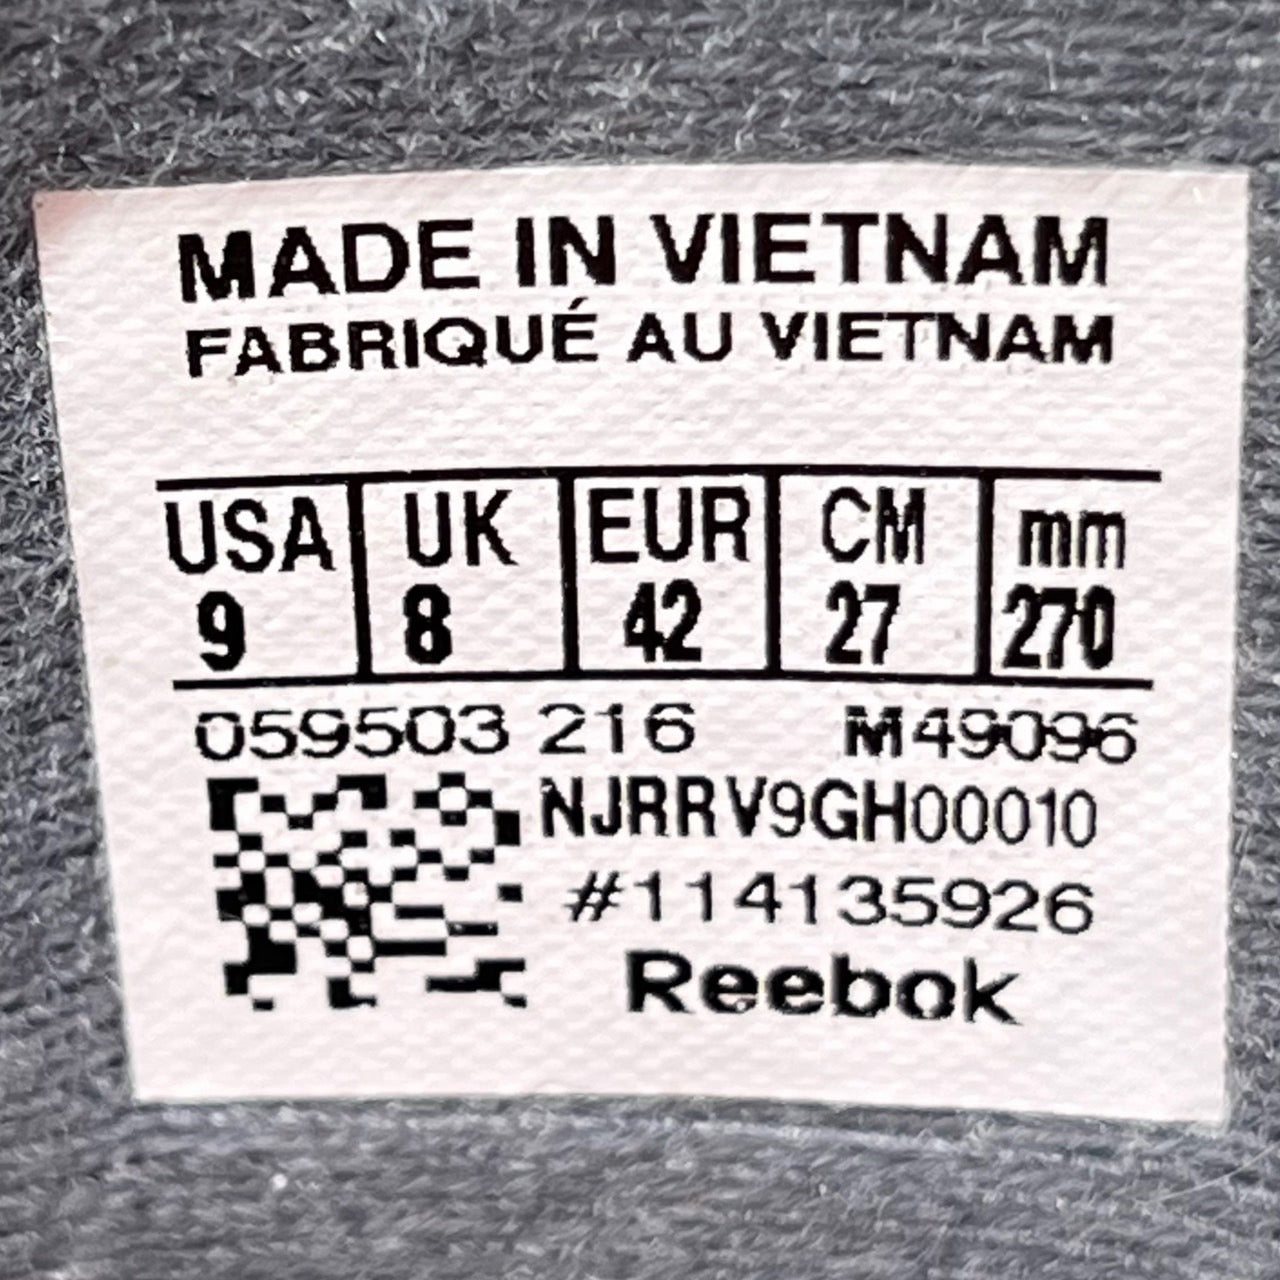 MADE IN VIETNAM
FABRIQUÉ AU VIETNAM
USA UK EUR CM mm
9 8 42 27 270
059503 216 M49096
NJRRV9GH00010
#114135926
Reebok